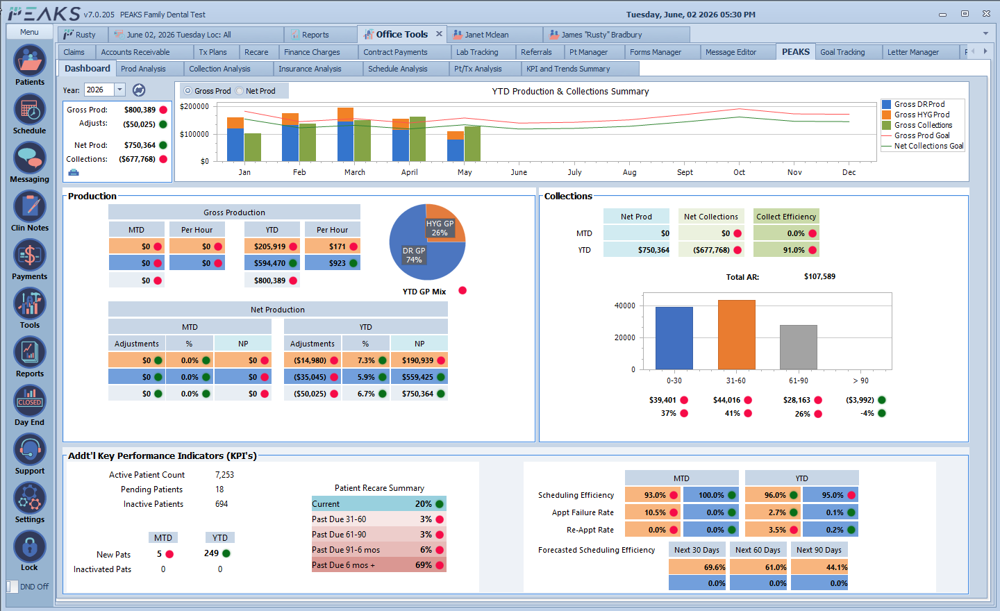 PEAKS v7.0.205 PEAKS Family Dental Test
Tuesday, June, 02 2026 05:30 PM
Menu
Rusty
June 02, 2026 Tuesday Loc: All
Reports
Office Tools
Janet Mclean
James "Rusty" Bradbury
Claims
Accounts Receivable
Tx Plans
Recare
Finance Charges
Contract Payments
Lab Tracking
Referrals
Pt Manager
Forms Manager
Message Editor
PEAKS
Goal Tracking
Letter Manager
Dashboard
Prod Analysis
Collection Analysis
Insurance Analysis
Schedule Analysis
Pt/Tx Analysis
KPI and Trends Summary
Patients
Schedule
Messaging
Clin Notes
Payments
Tools
Reports
Day End
CLOSED
Support
Settings
Lock
DND Off
Year: 2026
Gross Prod: $800,389
Adjusts: ($50,025)
Net Prod: $750,364
Collections: ($677,768)
Gross Prod Net Prod
YTD Production & Collections Summary
$200000
$100000
$0
Jan Feb March April May June July Aug Sept Oct Nov Dec
Gross DRProd
Gross HYGProd
Gross Collections
Gross Prod Goal
Net Collections Goal
Production
Gross Production
MTD Per Hour YTD Per Hour
$0 $0 $205,919 $171
$0 $0 $594,470 $923
$0 $800,389
HYG GP
26%
DR GP
74%
YTD GP Mix
Net Production
MTD YTD
Adjustments % NP Adjustments % NP
$0 0.0% $0 ($14,980) 7.3% $190,939
$0 0.0% $0 ($35,045) 5.9% $559,425
$0 0.0% $0 ($50,025) 6.7% $750,364
Collections
Net Prod Net Collections Collect Efficiency
MTD $0 $0 0.0%
YTD $750,364 ($677,768) 91.0%
Total AR: $107,589
40000
20000
0
0-30 31-60 61-90 > 90
$39,401 $44,016 $28,163 ($3,992)
37% 41% 26% -4%
Addt'l Key Performance Indicators (KPI's)
Active Patient Count 7,253
Pending Patients 18
Inactive Patients 694
MTD YTD
New Pats 5 249
Inactivated Pats 0 0
Patient Recare Summary
Current 20%
Past Due 31-60 3%
Past Due 61-90 3%
Past Due 91-6 mos 6%
Past Due 6 mos + 69%
MTD YTD
Scheduling Efficiency 93.0% 100.0% 96.0% 95.0%
Appt Failure Rate 10.5% 0.0% 2.7% 0.1%
Re-Appt Rate 0.0% 0.0% 3.5% 0.2%
Forecasted Scheduling Efficiency Next 30 Days Next 60 Days Next 90 Days
69.6% 61.0% 44.1%
0.0% 0.0% 0.0%